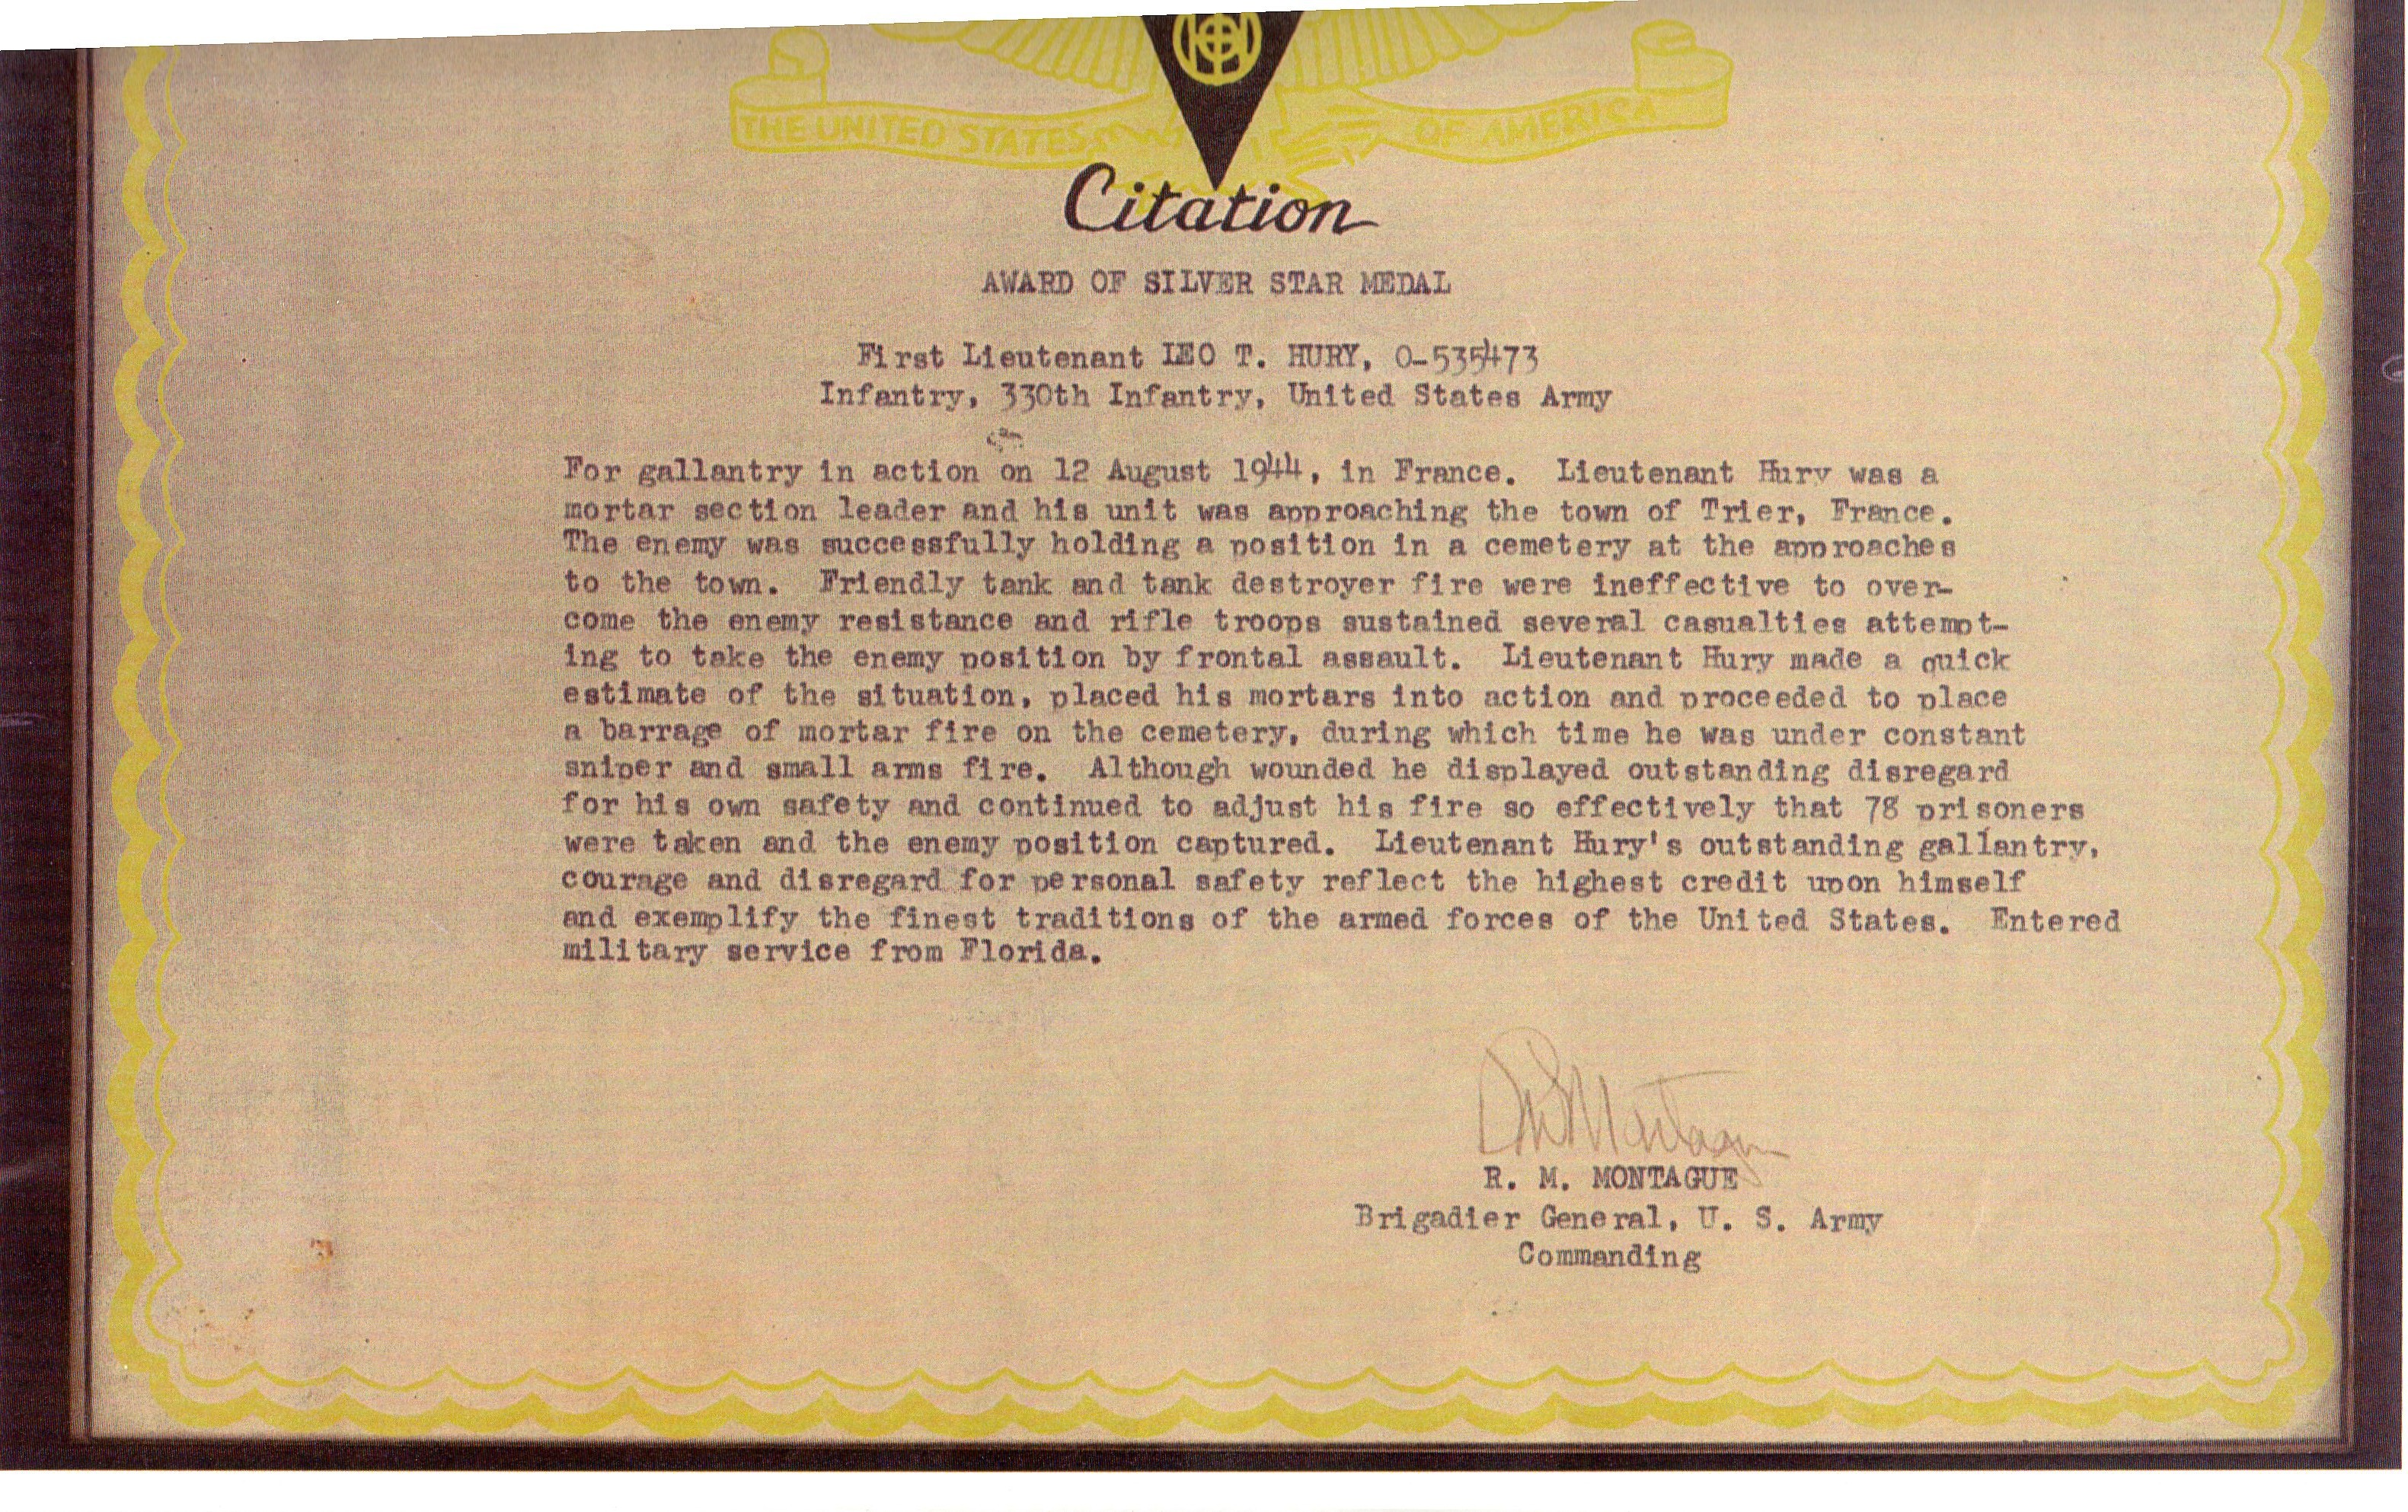 THE UNITED STATES OF AMERICA
Citation
AWARD OF SILVER STAR MEDAL
First Lieutenant LEO T. HURY, O-535473
Infantry, 330th Infantry, United States Army
For gallantry in action on 12 August 1944, in France.  Lieutenant Hury was a
mortar section leader and his unit was approaching the town of Trier, France.
The enemy was successfully holding a position in a cemetery at the approaches
to the town.  Friendly tank and tank destroyer fire were ineffective to over-
come the enemy resistance and rifle troops sustained several casualties attempt-
ing to take the enemy position by frontal assault.  Lieutenant Hury made a quick
estimate of the situation, placed his mortars into action and proceeded to place
a barrage of mortar fire on the cemetery, during which time he was under constant
sniper and small arms fire.  Although wounded he displayed outstanding disregard
for his own safety and continued to adjust his fire so effectively that 78 prisoners
were taken and the enemy position captured.  Lieutenant Hury's outstanding gallantry,
courage and disregard for personal safety reflect the highest credit upon himself
and exemplify the finest traditions of the armed forces of the United States.  Entered
military service from Florida.
R. M. MONTAGUE
Brigadier General, U. S. Army
Commanding